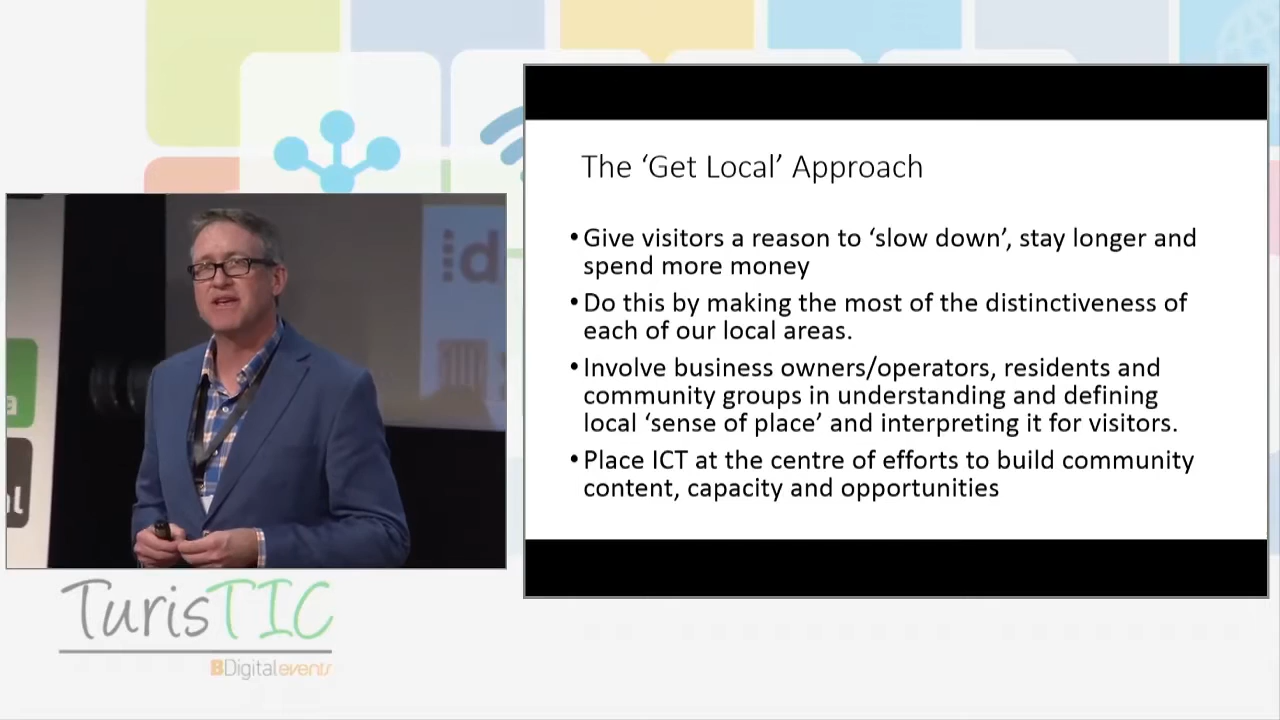 The ‘Get Local’ Approach
•Give visitors a reason to ‘slow down’, stay longer and
spend more money
•Do this by making the most of the distinctiveness of
each of our local areas.
•Involve business owners/operators, residents and
community groups in understanding and defining
local ‘sense of place’ and interpreting it for visitors.
•Place ICT at the centre of efforts to build community
content, capacity and opportunities
TurisTIC
BDigitalevents